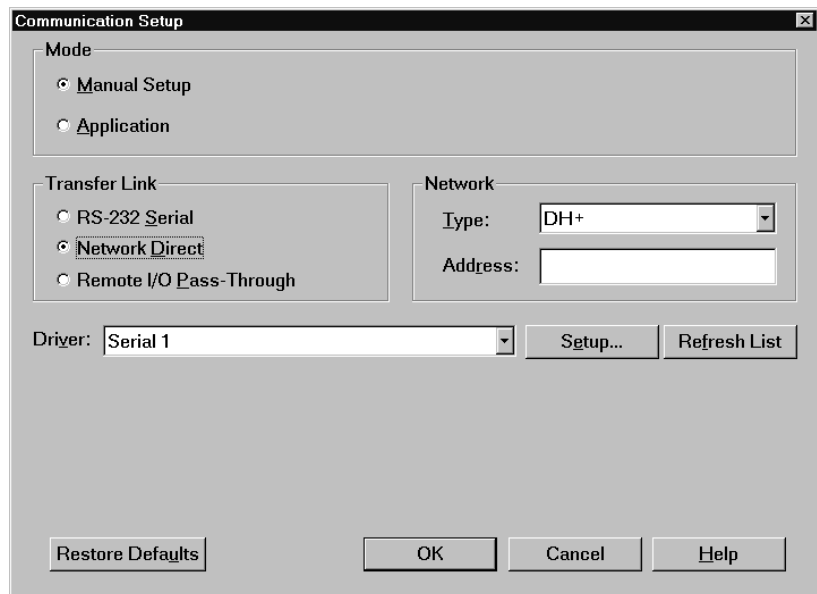 Communication Setup
Mode
Manual Setup
Application
Transfer Link
RS-232 Serial
Network Direct
Remote I/O Pass-Through
Network
Type: DH+
Address:
Driver: Serial 1 Setup... Refresh List
Restore Defaults OK Cancel Help